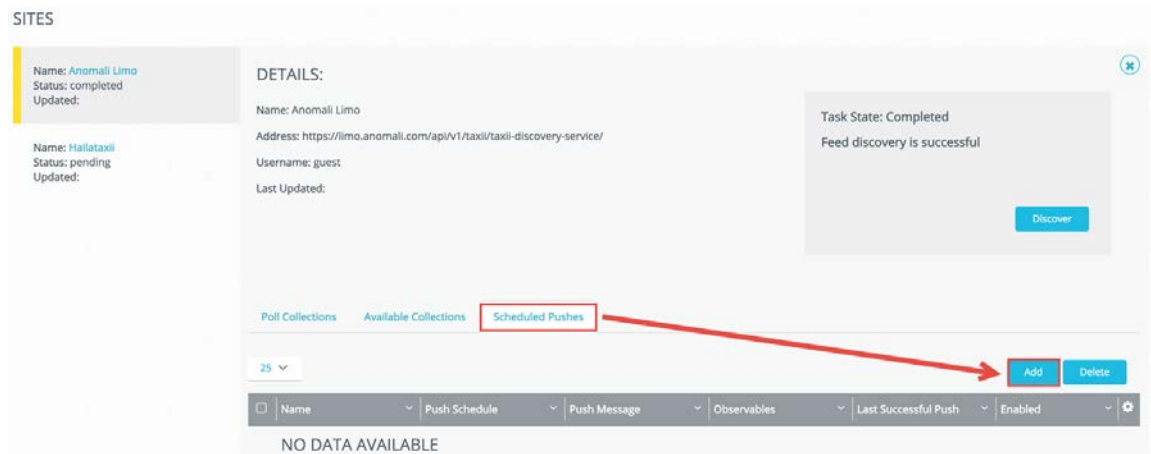 SITES
Name: Anomali Limo
Status: completed
Updated:
Name: Hailataxii
Status: pending
Updated:
DETAILS:
Name: Anomali Limo
Address: https://limo.anomali.com/api/v1/taxii/taxii-discovery-service/
Username: guest
Last Updated:
Task State: Completed
Feed discovery is successful
Discover
Poll Collections Available Collections Scheduled Pushes
25
Add Delete
Name Push Schedule Push Message Observables Last Successful Push Enabled
NO DATA AVAILABLE